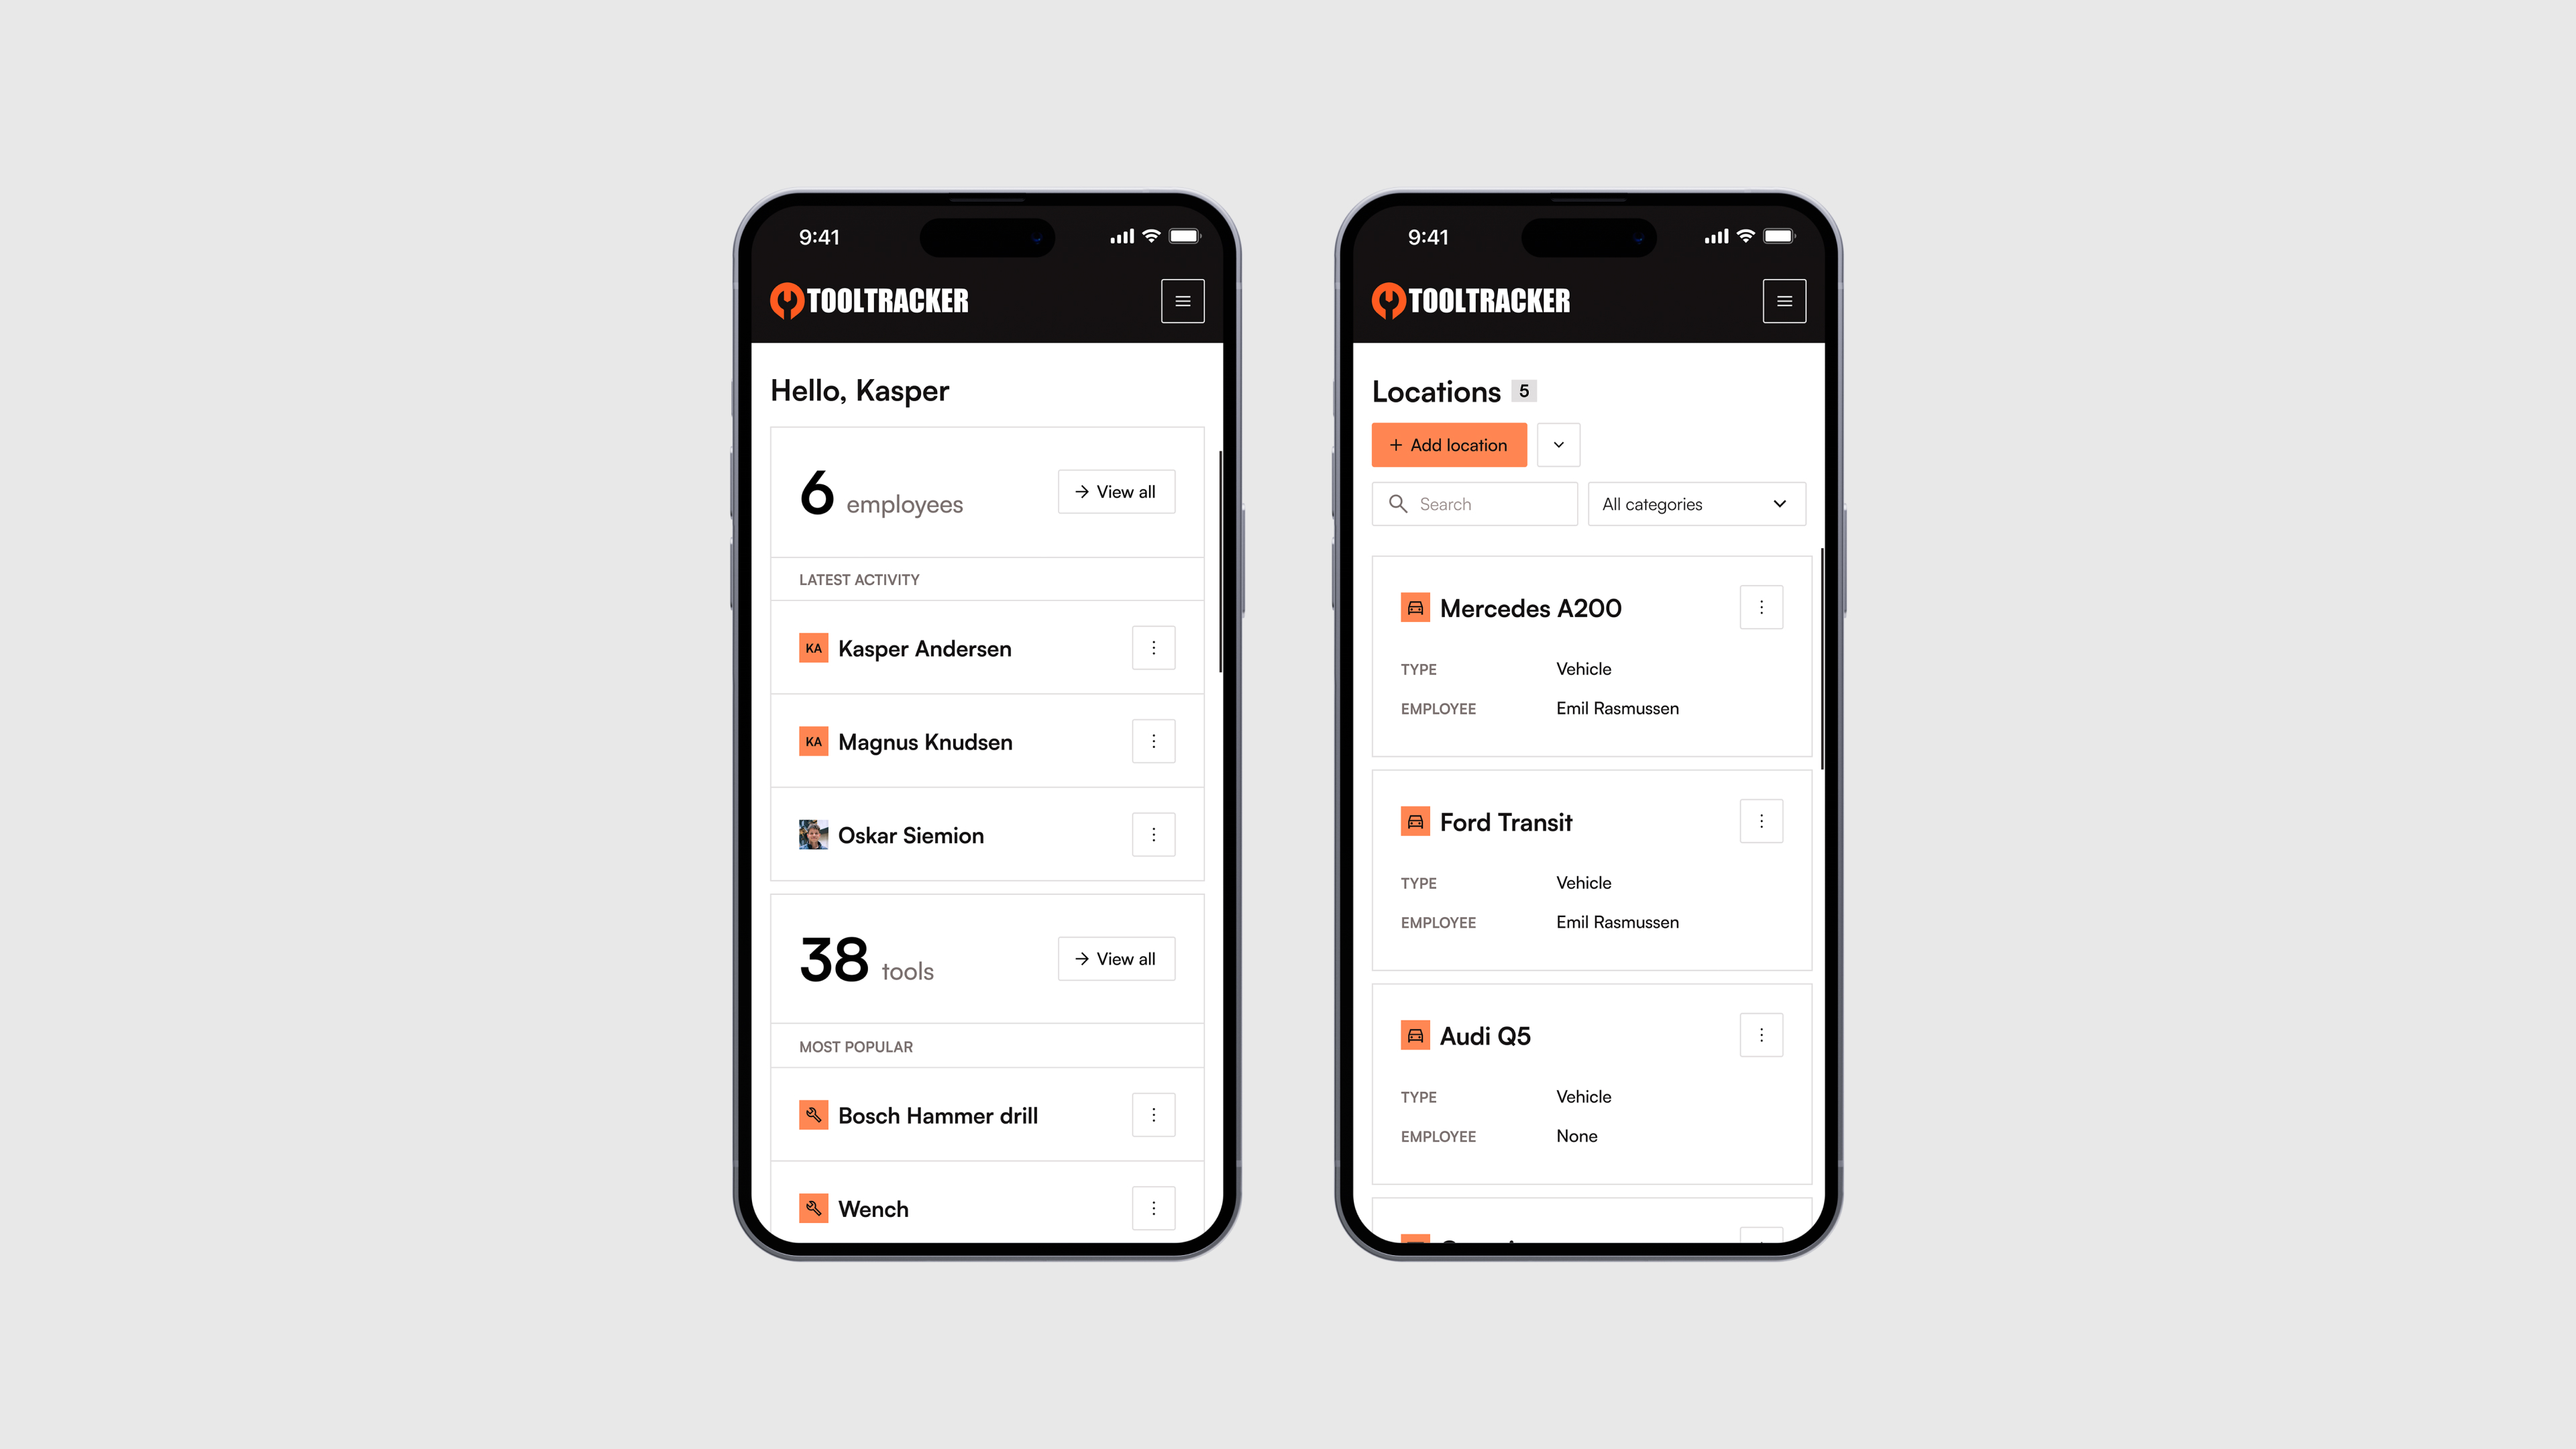 9:41
TOOLTRACKER
Hello, Kasper
6 employees
View all
LATEST ACTIVITY
KA Kasper Andersen
KA Magnus Knudsen
Oskar Siemion
38 tools
View all
MOST POPULAR
Bosch Hammer drill
Wench
9:41
TOOLTRACKER
Locations 5
+ Add location
Search
All categories
Mercedes A200
TYPE Vehicle
EMPLOYEE Emil Rasmussen
Ford Transit
TYPE Vehicle
EMPLOYEE Emil Rasmussen
Audi Q5
TYPE Vehicle
EMPLOYEE None